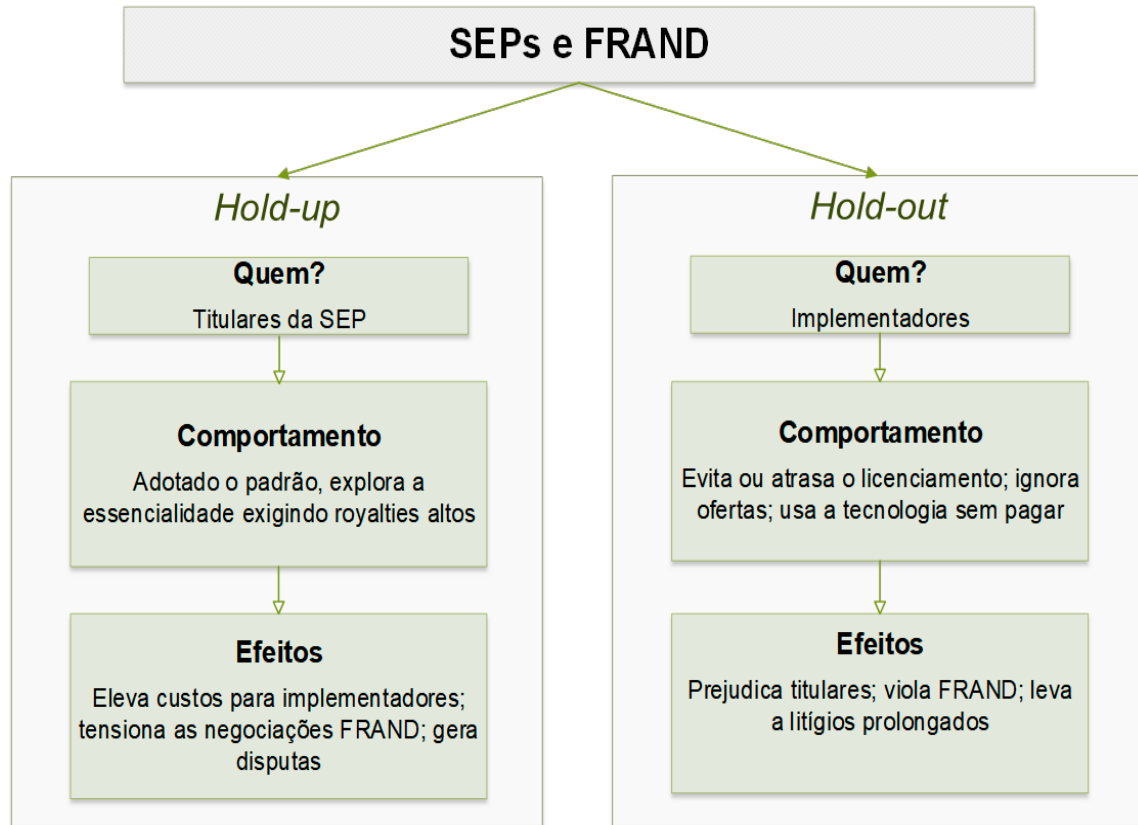 SEPs e FRAND
Hold-up
Quem?
Titulares da SEP
Comportamento
Adotado o padrão, explora a
essencialidade exigindo royalties altos
Efeitos
Eleva custos para implementadores;
tensiona as negociações FRAND; gera
disputas
Hold-out
Quem?
Implementadores
Comportamento
Evita ou atrasa o licenciamento; ignora
ofertas; usa a tecnologia sem pagar
Efeitos
Prejudica titulares; viola FRAND; leva
a litígios prolongados